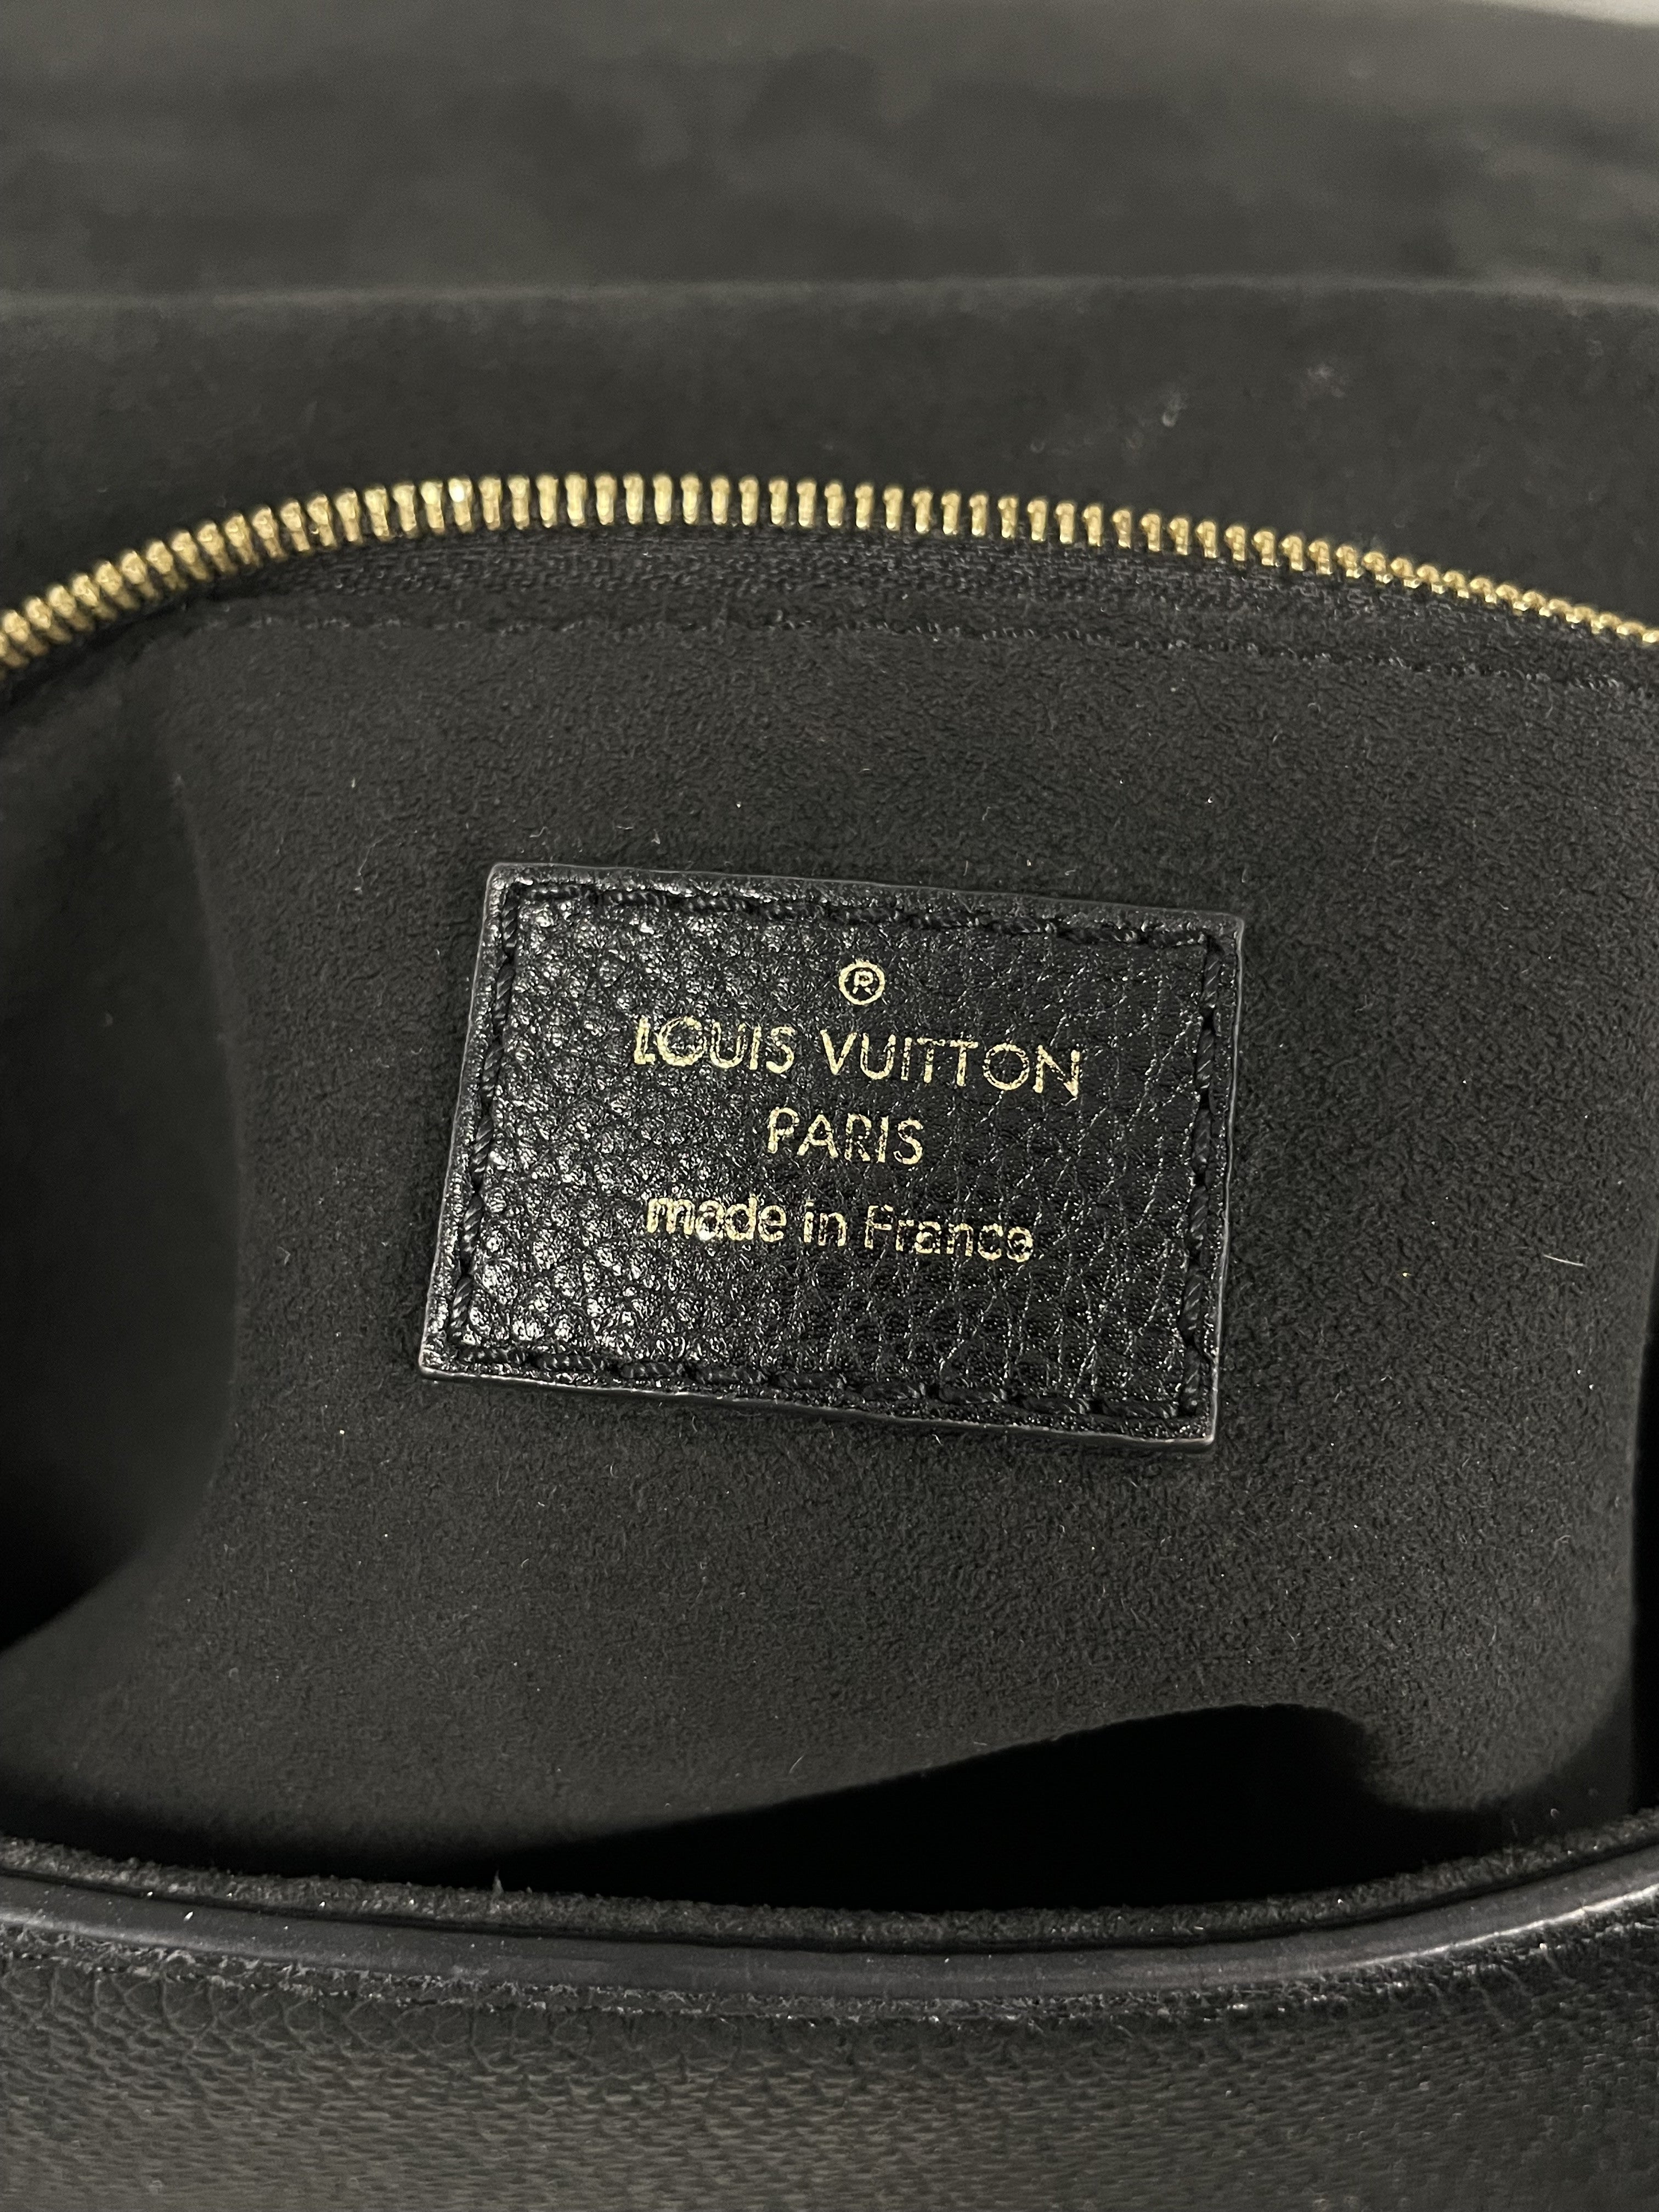 ®
LOUIS VUITTON
PARIS
made in France